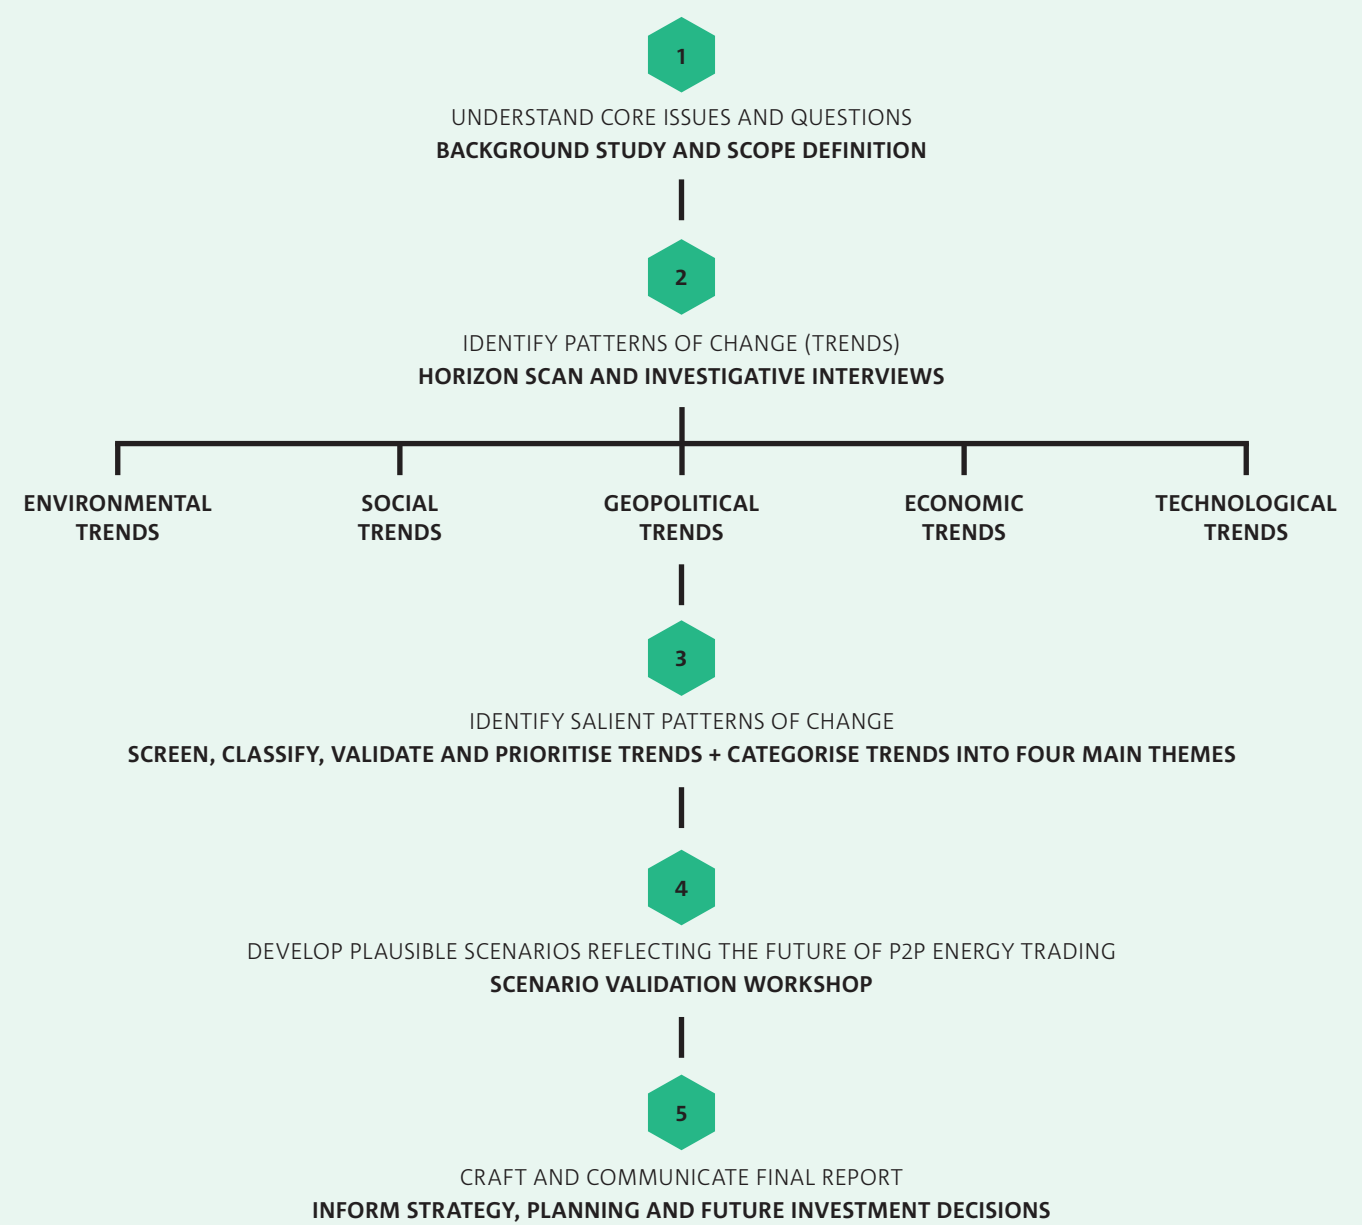 1
UNDERSTAND CORE ISSUES AND QUESTIONS
BACKGROUND STUDY AND SCOPE DEFINITION
2
IDENTIFY PATTERNS OF CHANGE (TRENDS)
HORIZON SCAN AND INVESTIGATIVE INTERVIEWS
ENVIRONMENTAL
TRENDS
SOCIAL
TRENDS
GEOPOLITICAL
TRENDS
ECONOMIC
TRENDS
TECHNOLOGICAL
TRENDS
3
IDENTIFY SALIENT PATTERNS OF CHANGE
SCREEN, CLASSIFY, VALIDATE AND PRIORITISE TRENDS + CATEGORISE TRENDS INTO FOUR MAIN THEMES
4
DEVELOP PLAUSIBLE SCENARIOS REFLECTING THE FUTURE OF P2P ENERGY TRADING
SCENARIO VALIDATION WORKSHOP
5
CRAFT AND COMMUNICATE FINAL REPORT
INFORM STRATEGY, PLANNING AND FUTURE INVESTMENT DECISIONS